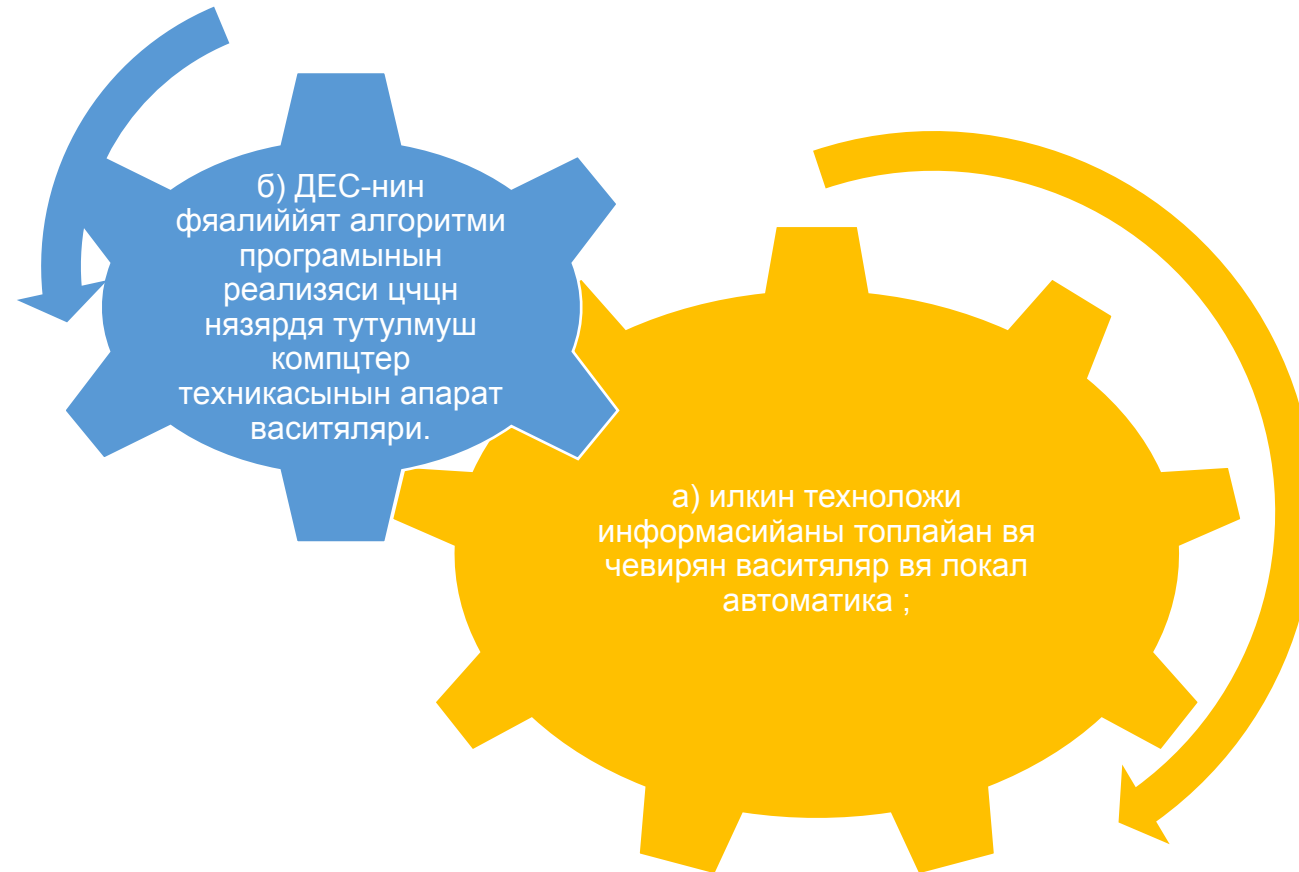 б) ДЕС-нин
фяалиййят алгоритми
програмынын
реализяси цчцн
нязярдя тутулмуш
компцтер
техникасынын апарат
васитяляри.
а) илкин техноложи
информасийаны топлайан вя
чевирян васитяляр вя локал
автоматика ;